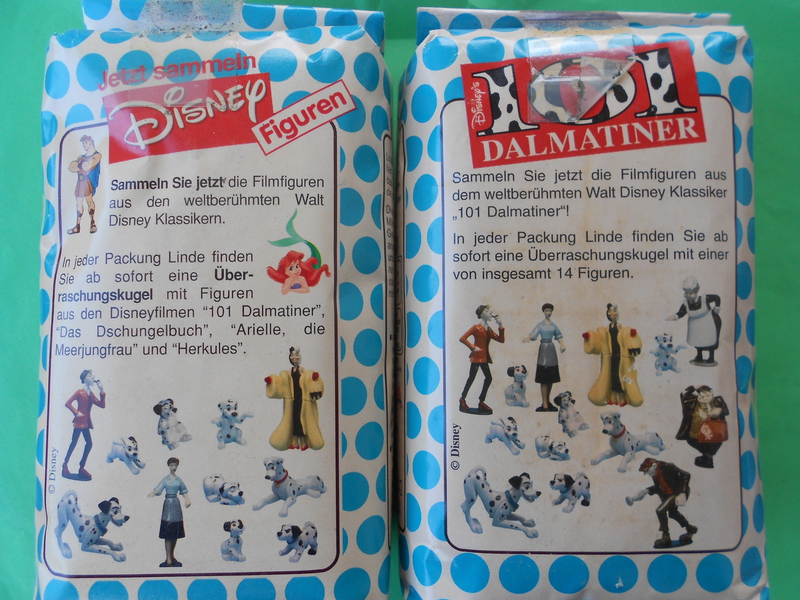 Jetzt sammeln
Disney
Figuren
Sammeln Sie jetzt die Filmfiguren
aus den weltberühmten Walt
Disney Klassikern.
In jeder Packung Linde finden
Sie ab sofort eine Über-
raschungskugel mit Figuren
aus den Disneyfilmen “101 Dalmatiner”,
“Das Dschungelbuch”, “Arielle, die
Meerjungfrau” und “Herkules”.
© Disney
Disney's
101
DALMATINER
Sammeln Sie jetzt die Filmfiguren aus
dem weltberühmten Walt Disney Klassiker
„101 Dalmatiner“!
In jeder Packung Linde finden Sie ab
sofort eine Überraschungskugel mit einer
von insgesamt 14 Figuren.
© Disney